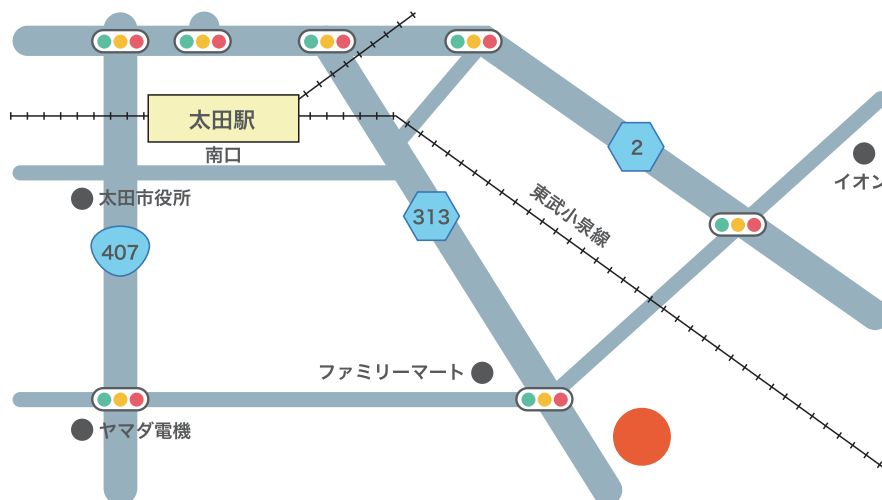 太田駅
南口
2
イオン
太田市役所
東武小泉線
313
407
ファミリーマート
ヤマダ電機